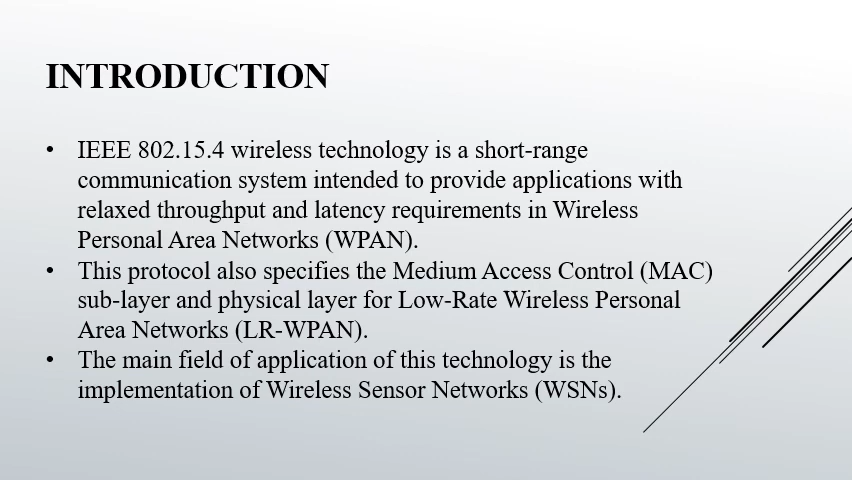 INTRODUCTION
• IEEE 802.15.4 wireless technology is a short-range
communication system intended to provide applications with
relaxed throughput and latency requirements in Wireless
Personal Area Networks (WPAN).
• This protocol also specifies the Medium Access Control (MAC)
sub-layer and physical layer for Low-Rate Wireless Personal
Area Networks (LR-WPAN).
• The main field of application of this technology is the
implementation of Wireless Sensor Networks (WSNs).